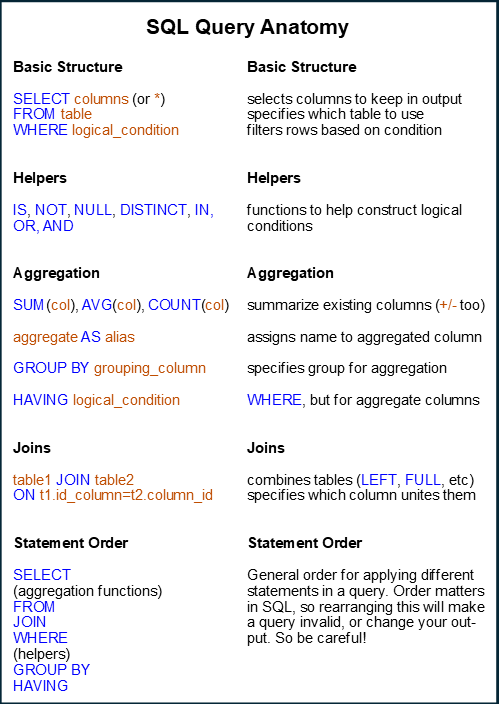 SQL Query Anatomy
Basic Structure
SELECT columns (or *)
FROM table
WHERE logical_condition
Basic Structure
selects columns to keep in output
specifies which table to use
filters rows based on condition
Helpers
IS, NOT, NULL, DISTINCT, IN,
OR, AND
Helpers
functions to help construct logical
conditions
Aggregation
SUM(col), AVG(col), COUNT(col)
aggregate AS alias
GROUP BY grouping_column
HAVING logical_condition
Aggregation
summarize existing columns (+/- too)
assigns name to aggregated column
specifies group for aggregation
WHERE, but for aggregate columns
Joins
table1 JOIN table2
ON t1.id_column=t2.column_id
Joins
combines tables (LEFT, FULL, etc)
specifies which column unites them
Statement Order
SELECT
(aggregation functions)
FROM
JOIN
WHERE
(helpers)
GROUP BY
HAVING
Statement Order
General order for applying different
statements in a query. Order matters
in SQL, so rearranging this will make
a query invalid, or change your out-
put. So be careful!